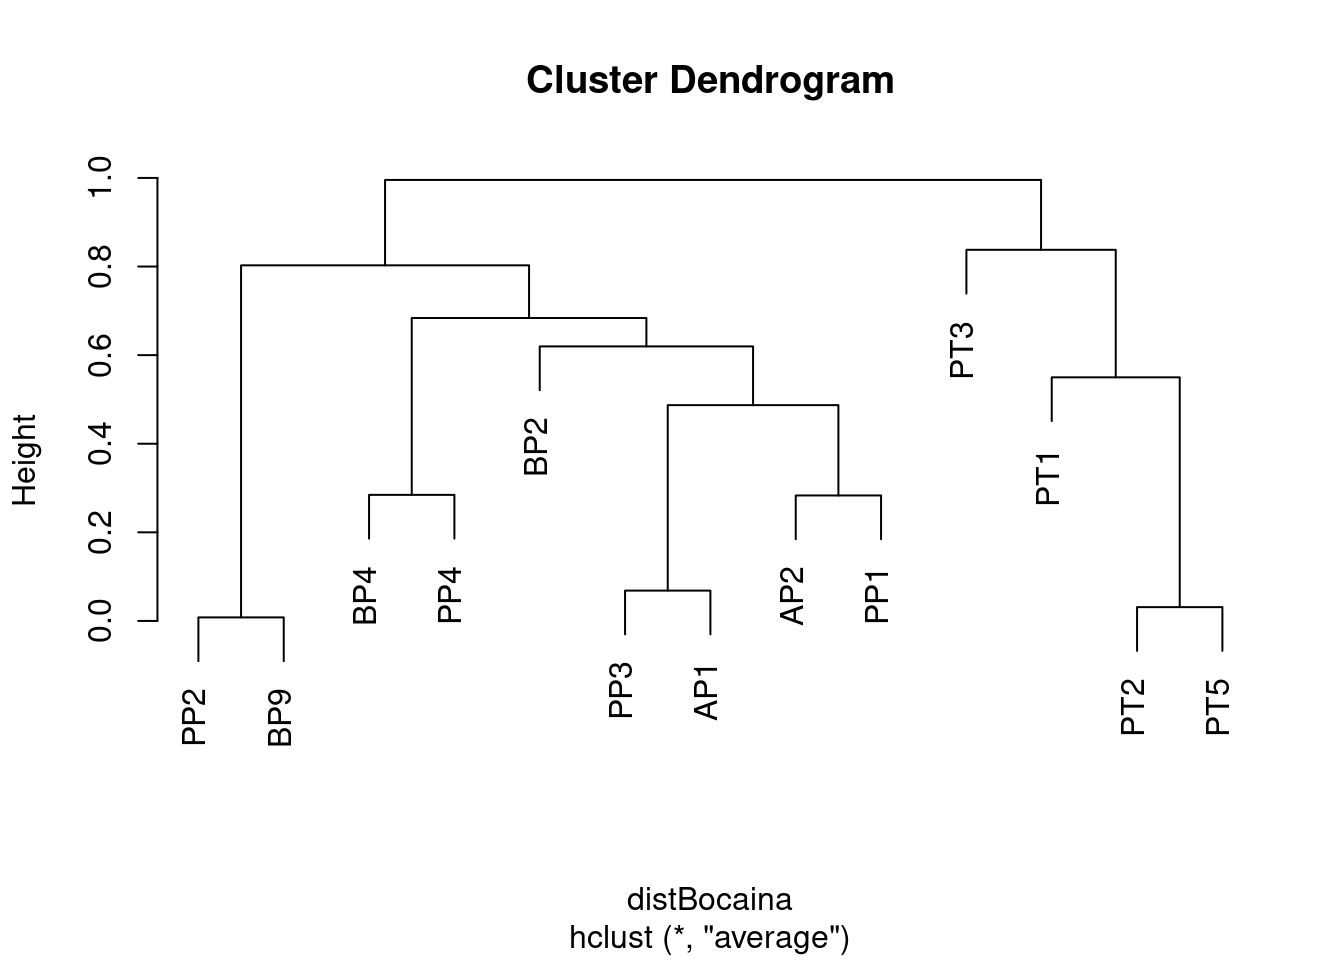 Cluster Dendrogram
Height
1.0
0.8
0.6
0.4
0.2
0.0
PP2
BP9
BP4
PP4
BP2
PP3
AP1
AP2
PP1
PT3
PT1
PT2
PT5
distBocaina
hclust (*, "average")